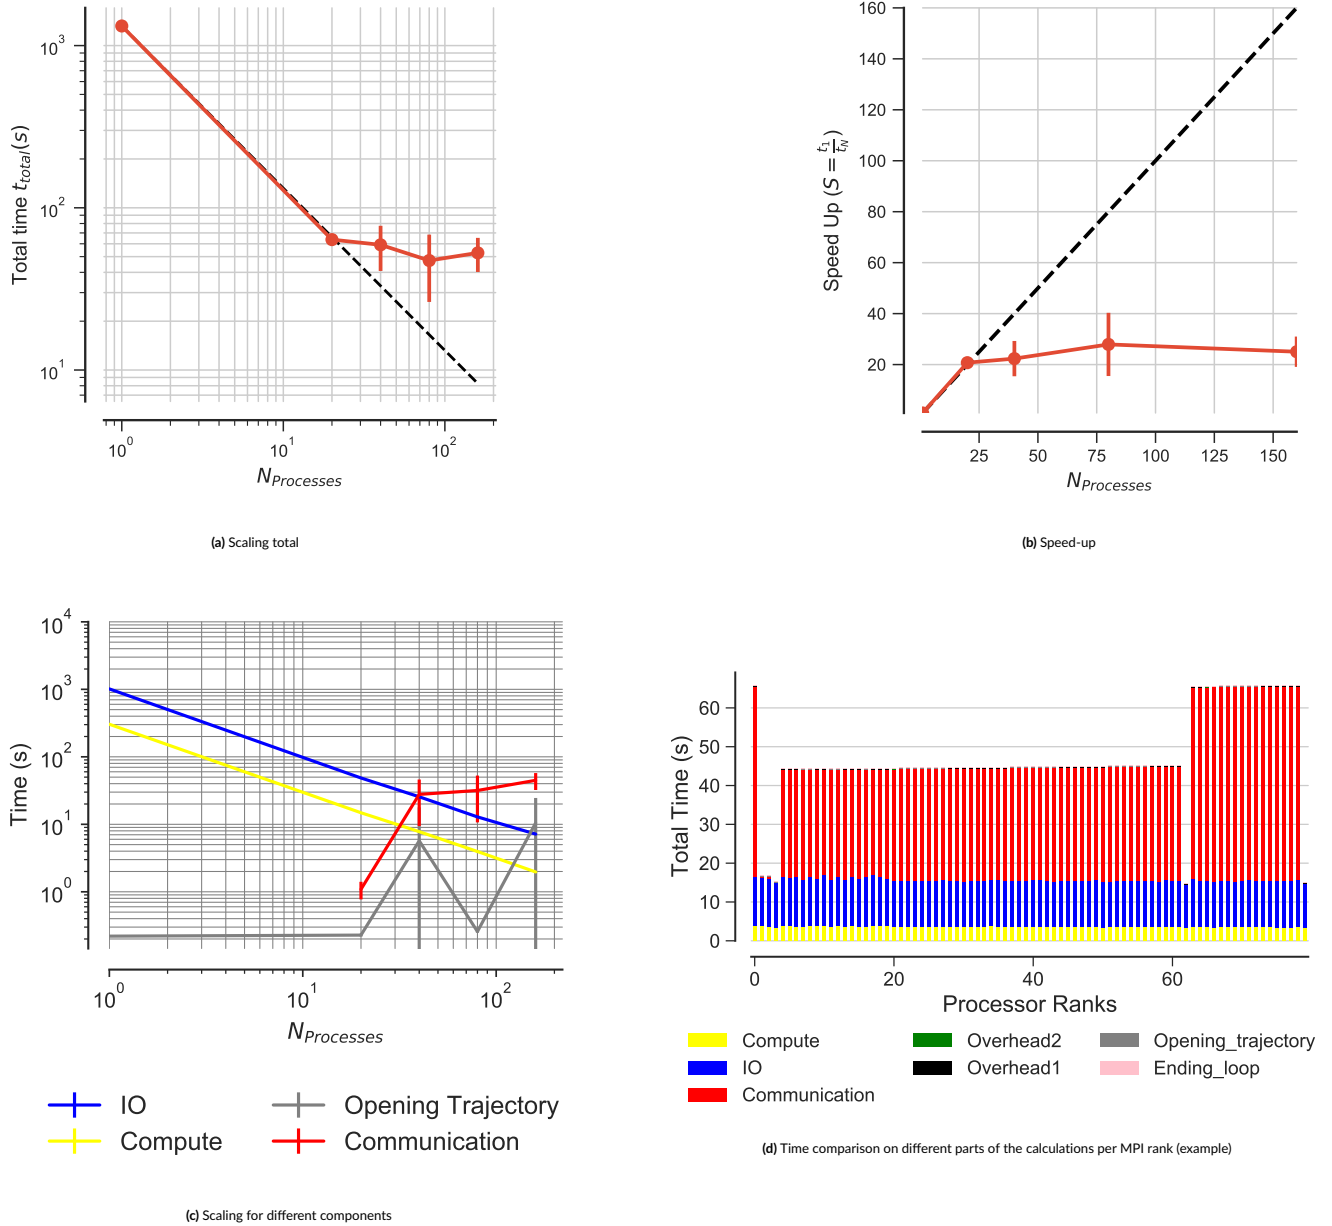 10^3
10^2
10^1
Total time t_total(s)
10^0 10^1 10^2
N_Processes
(a) Scaling total
160
140
120
100
80
60
40
20
Speed Up (S = t_1/t_N)
25 50 75 100 125 150
N_Processes
(b) Speed-up
10^4
10^3
10^2
10^1
10^0
Time (s)
10^0 10^1 10^2
N_Processes
IO Opening Trajectory
Compute Communication
(c) Scaling for different components
60
50
40
30
20
10
0
Total Time (s)
0 20 40 60
Processor Ranks
Compute Overhead2 Opening_trajectory
IO Overhead1 Ending_loop
Communication
(d) Time comparison on different parts of the calculations per MPI rank (example)